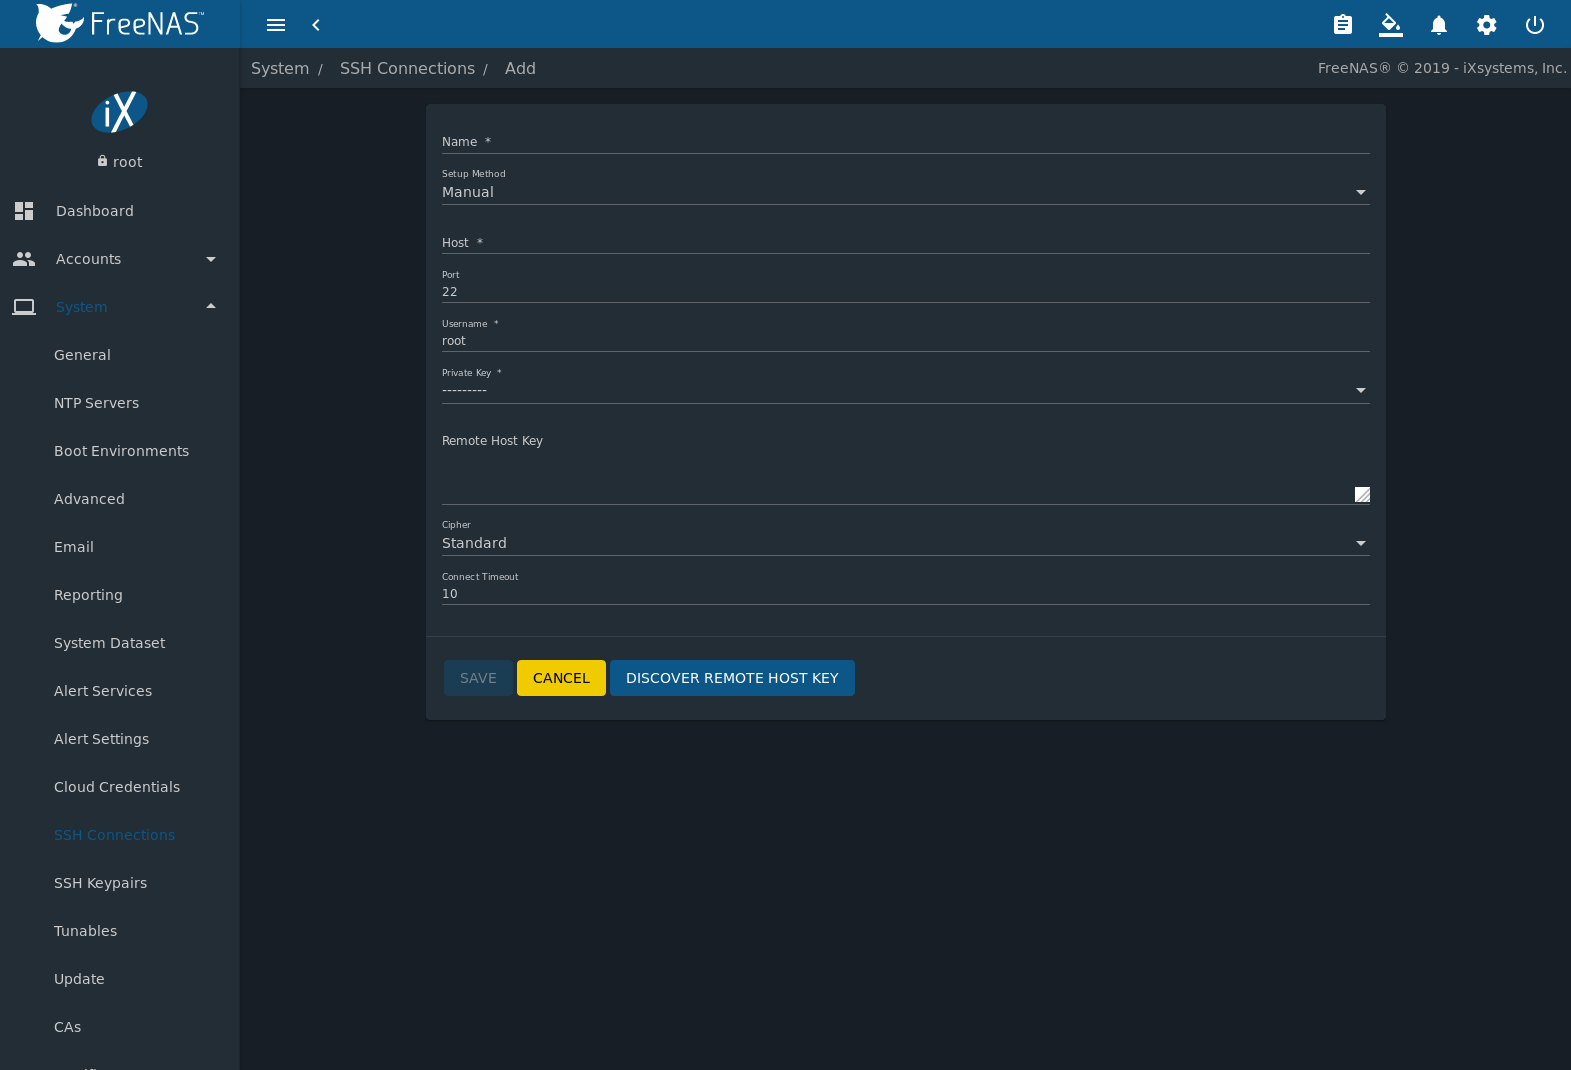 FreeNAS™
System / SSH Connections / Add
FreeNAS® © 2019 - iXsystems, Inc.
iX
root
Dashboard
Accounts
System
General
NTP Servers
Boot Environments
Advanced
Email
Reporting
System Dataset
Alert Services
Alert Settings
Cloud Credentials
SSH Connections
SSH Keypairs
Tunables
Update
CAs
Name *
Setup Method
Manual
Host *
Port
22
Username *
root
Private Key *
---------
Remote Host Key
Cipher
Standard
Connect Timeout
10
SAVE CANCEL DISCOVER REMOTE HOST KEY